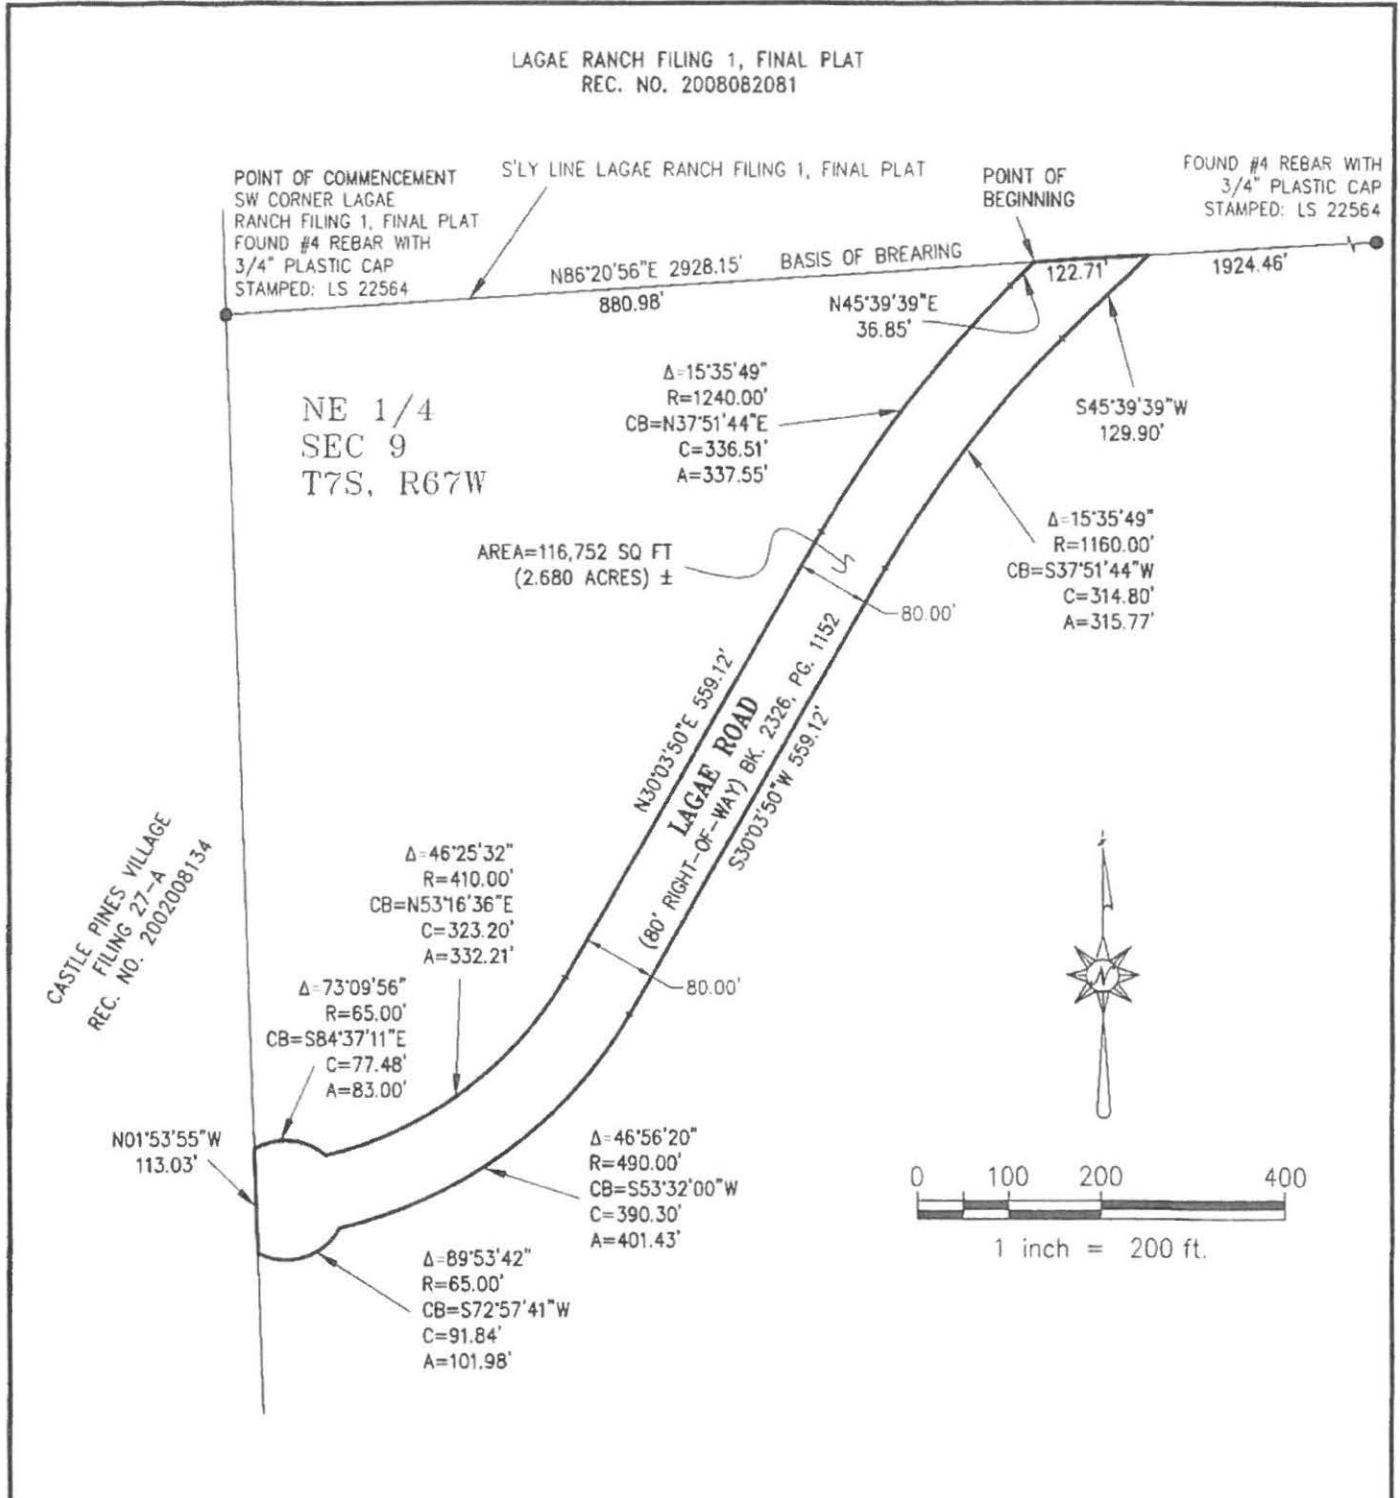 LAGAE RANCH FILING 1, FINAL PLAT
REC. NO. 2008082081
POINT OF COMMENCEMENT
SW CORNER LAGAE
RANCH FILING 1, FINAL PLAT
FOUND #4 REBAR WITH
3/4" PLASTIC CAP
STAMPED: LS 22564
S'LY LINE LAGAE RANCH FILING 1, FINAL PLAT
POINT OF
BEGINNING
FOUND #4 REBAR WITH
3/4" PLASTIC CAP
STAMPED: LS 22564
N86°20'56"E 2928.15'
BASIS OF BREARING
880.98'
122.71'
1924.46'
N45°39'39"E
36.85'
Δ=15°35'49"
R=1240.00'
CB=N37°51'44"E
C=336.51'
A=337.55'
S45°39'39"W
129.90'
NE 1/4
SEC 9
T7S, R67W
Δ=15°35'49"
R=1160.00'
CB=S37°51'44"W
C=314.80'
A=315.77'
AREA=116,752 SQ FT
(2.680 ACRES) ±
80.00'
N30°03'50"E 559.12'
LAGAE ROAD
(80' RIGHT-OF-WAY) BK. 2326, PG. 1152
S30°03'50"W 559.12'
80.00'
CASTLE PINES VILLAGE
FILING 27-A
REC. NO. 2002008134
Δ=46°25'32"
R=410.00'
CB=N53°16'36"E
C=323.20'
A=332.21'
Δ=73°09'56"
R=65.00'
CB=S84°37'11"E
C=77.48'
A=83.00'
N01°53'55"W
113.03'
Δ=46°56'20"
R=490.00'
CB=S53°32'00"W
C=390.30'
A=401.43'
Δ=89°53'42"
R=65.00'
CB=S72°57'41"W
C=91.84'
A=101.98'
N
0 100 200 400
1 inch = 200 ft.